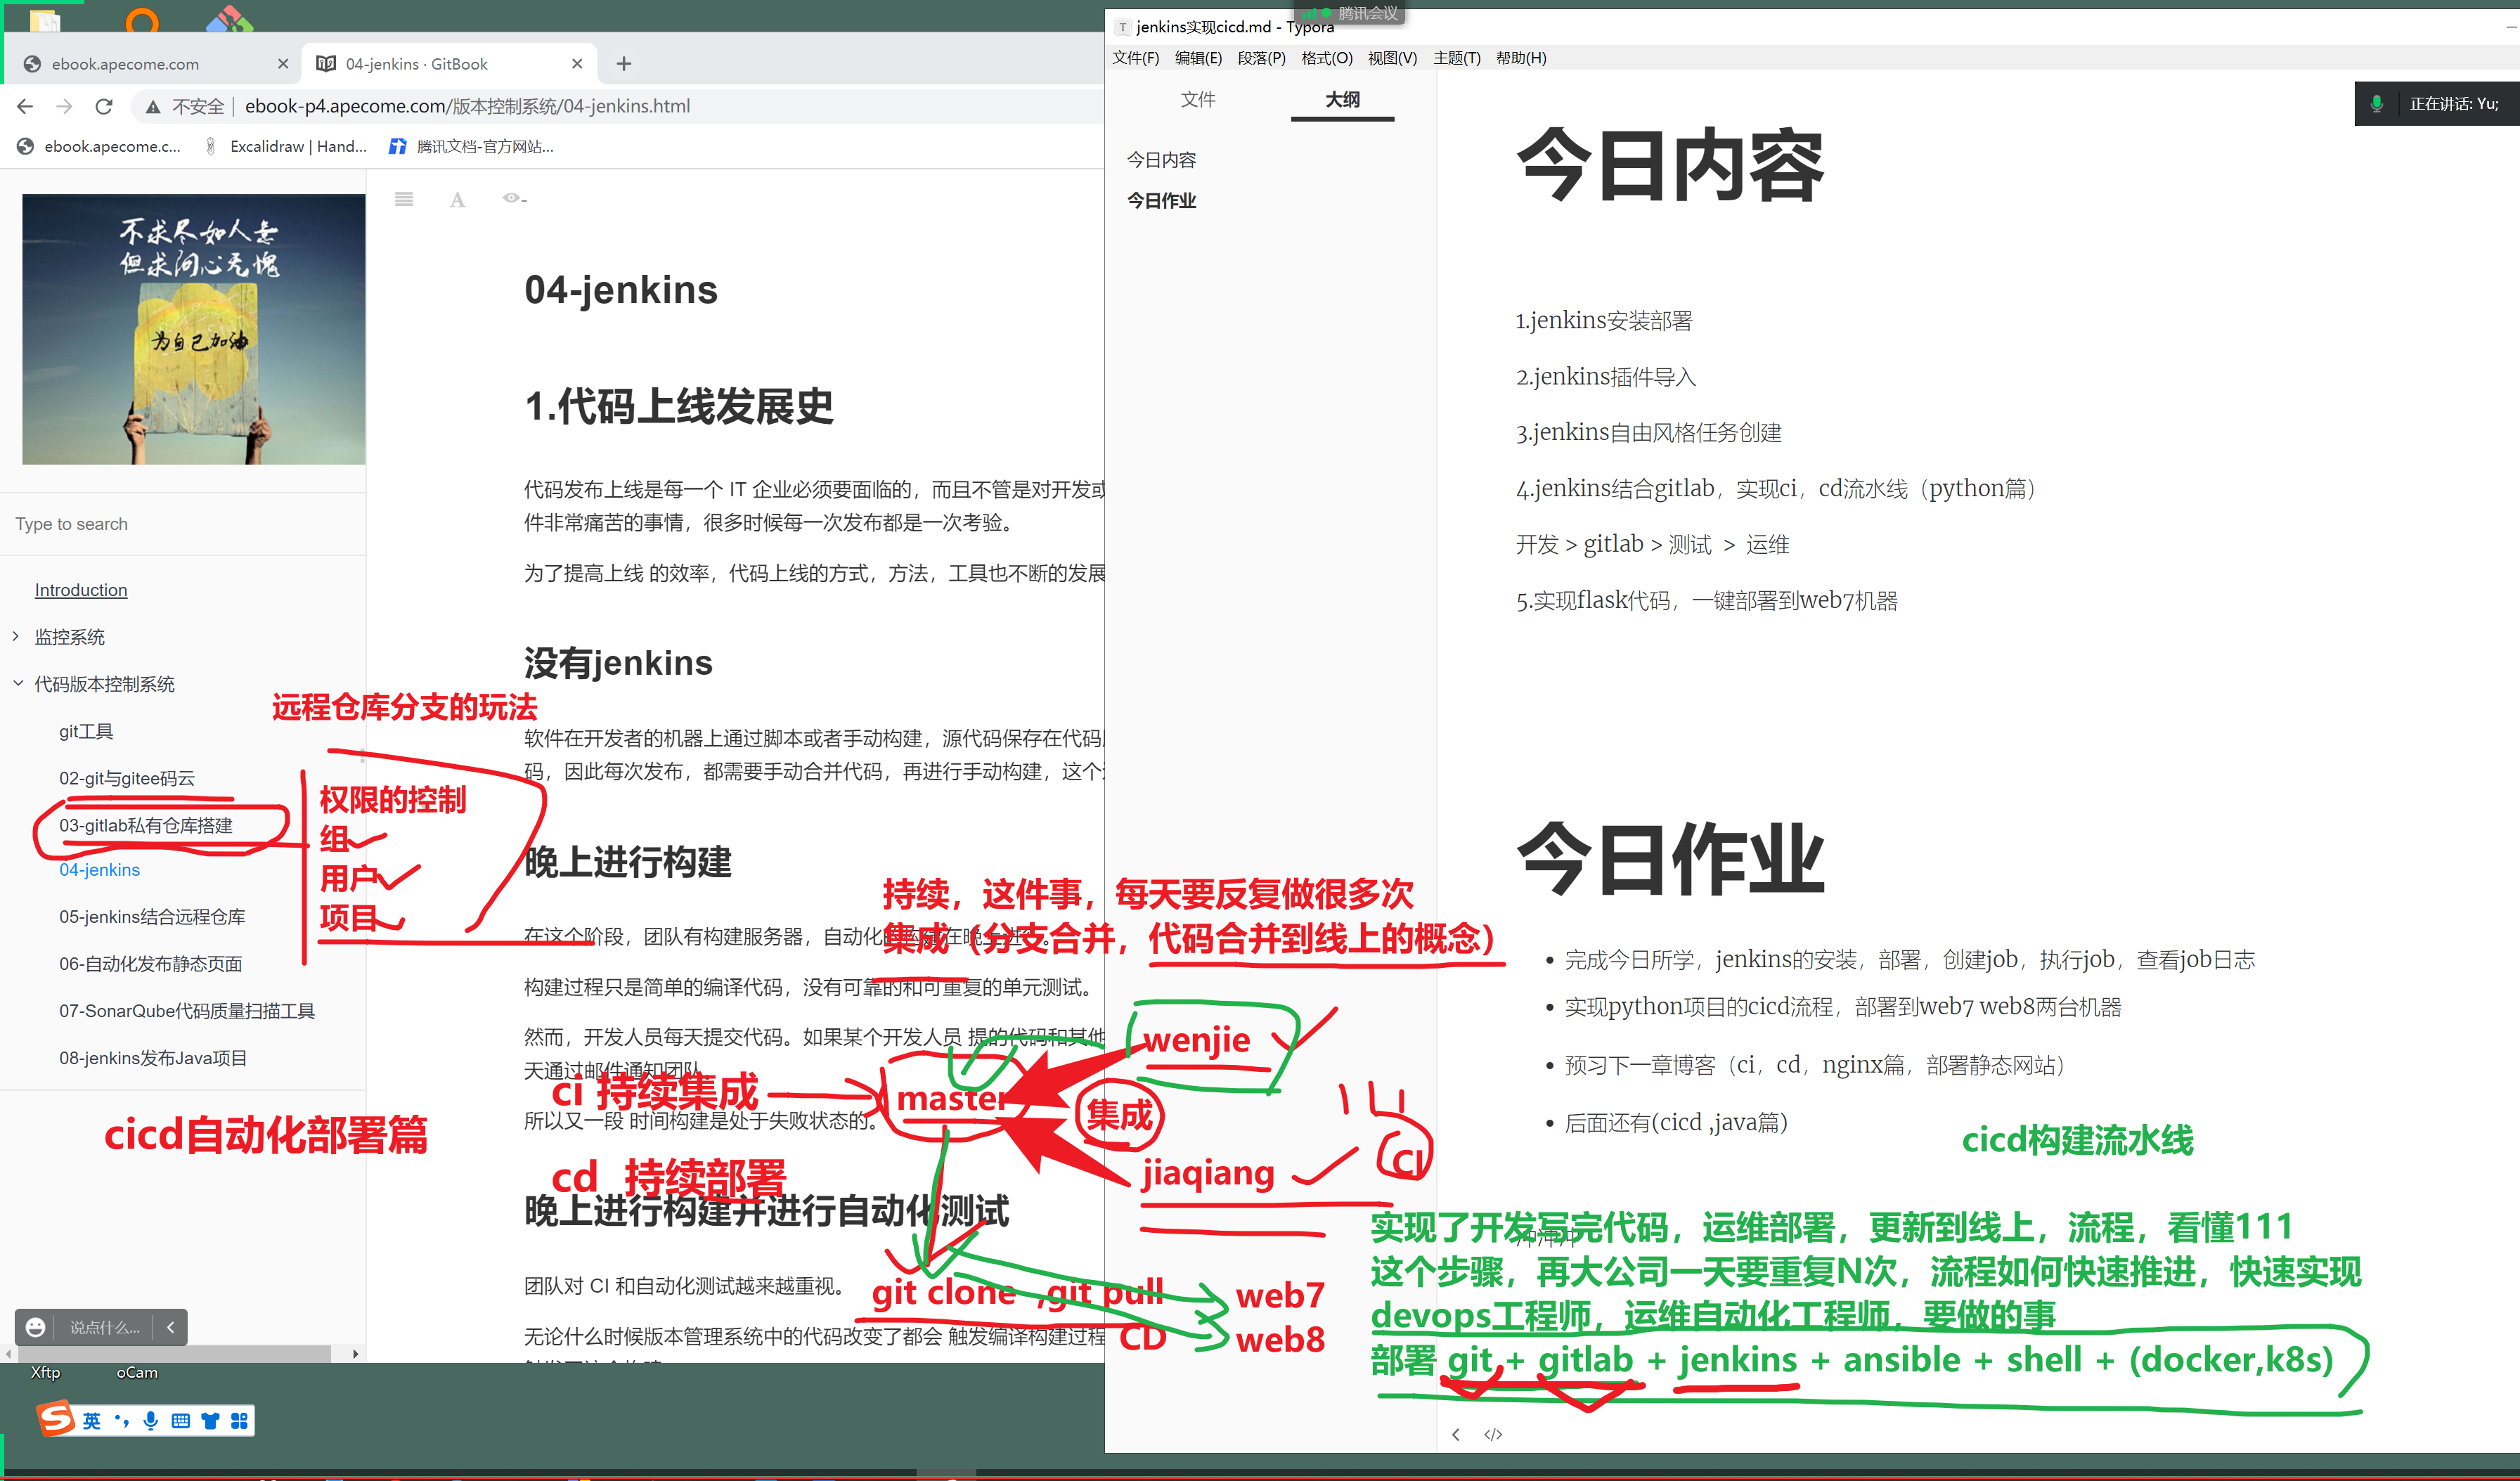 腾讯会议
ebook.apecome.com
04-jenkins · GitBook
不安全
ebook-p4.apecome.com/版本控制系统/04-jenkins.html
ebook.apecome.c...
Excalidraw | Hand...
腾讯文档-官方网站...
不求尽如人意
但求问心无愧
为自己加油
Type to search
Introduction
监控系统
代码版本控制系统
git工具
02-git与gitee码云
03-gitlab私有仓库搭建
04-jenkins
05-jenkins结合远程仓库
06-自动化发布静态页面
07-SonarQube代码质量扫描工具
08-jenkins发布Java项目
远程仓库分支的玩法
权限的控制
组
用户
项目
cicd自动化部署篇
04-jenkins
1.代码上线发展史
代码发布上线是每一个 IT 企业必须要面临的，而且不管是对开发或
件非常痛苦的事情，很多时候每一次发布都是一次考验。
为了提高上线 的效率，代码上线的方式，方法，工具也不断的发展
没有jenkins
软件在开发者的机器上通过脚本或者手动构建，源代码保存在代码
码，因此每次发布，都需要手动合并代码，再进行手动构建，这个
晚上进行构建
持续，这件事，每天要反复做很多次
集成（分支合并，代码合并到线上的概念）
在这个阶段，团队有构建服务器，自动化
构建过程只是简单的编译代码，没有可靠的和可重复的单元测试。
然而，开发人员每天提交代码。如果某个开发人员 提的代码和其他
天通过邮件通知团队。
ci 持续集成
master
wenjie
集成
所以又一段 时间构建是处于失败状态的。
jiaqiang
CI
cd 持续部署
晚上进行构建并进行自动化测试
团队对 CI 和自动化测试越来越重视。
git clone ,git pull
web7
无论什么时候版本管理系统中的代码改变了都会 触发编译构建过程
CD
web8
说点什么...
Xftp
oCam
英
jenkins实现cicd.md - Typora
文件(F) 编辑(E) 段落(P) 格式(O) 视图(V) 主题(T) 帮助(H)
文件
大纲
今日内容
今日作业
正在讲话: Yu;
今日内容
1.jenkins安装部署
2.jenkins插件导入
3.jenkins自由风格任务创建
4.jenkins结合gitlab，实现ci，cd流水线（python篇）
开发 > gitlab > 测试 > 运维
5.实现flask代码，一键部署到web7机器
今日作业
完成今日所学，jenkins的安装，部署，创建job，执行job，查看job日志
实现python项目的cicd流程，部署到web7 web8两台机器
预习下一章博客（ci，cd，nginx篇，部署静态网站）
后面还有(cicd ,java篇)
cicd构建流水线
实现了开发写完代码，运维部署，更新到线上，流程，看懂111
这个步骤，再大公司一天要重复N次，流程如何快速推进，快速实现
devops工程师，运维自动化工程师，要做的事
部署 git + gitlab + jenkins + ansible + shell + (docker,k8s)